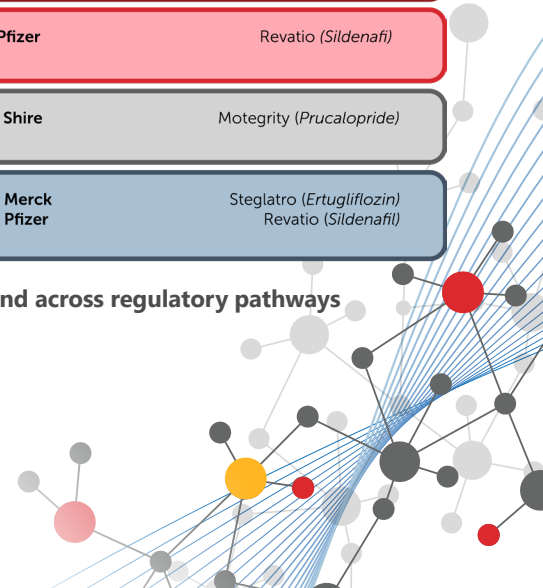 Pfizer Revatio (Sildenafi)
Shire Motegrity (Prucalopride)
Merck Steglatro (Ertugliflozin)
Pfizer Revatio (Sildenafil)
nd across regulatory pathways